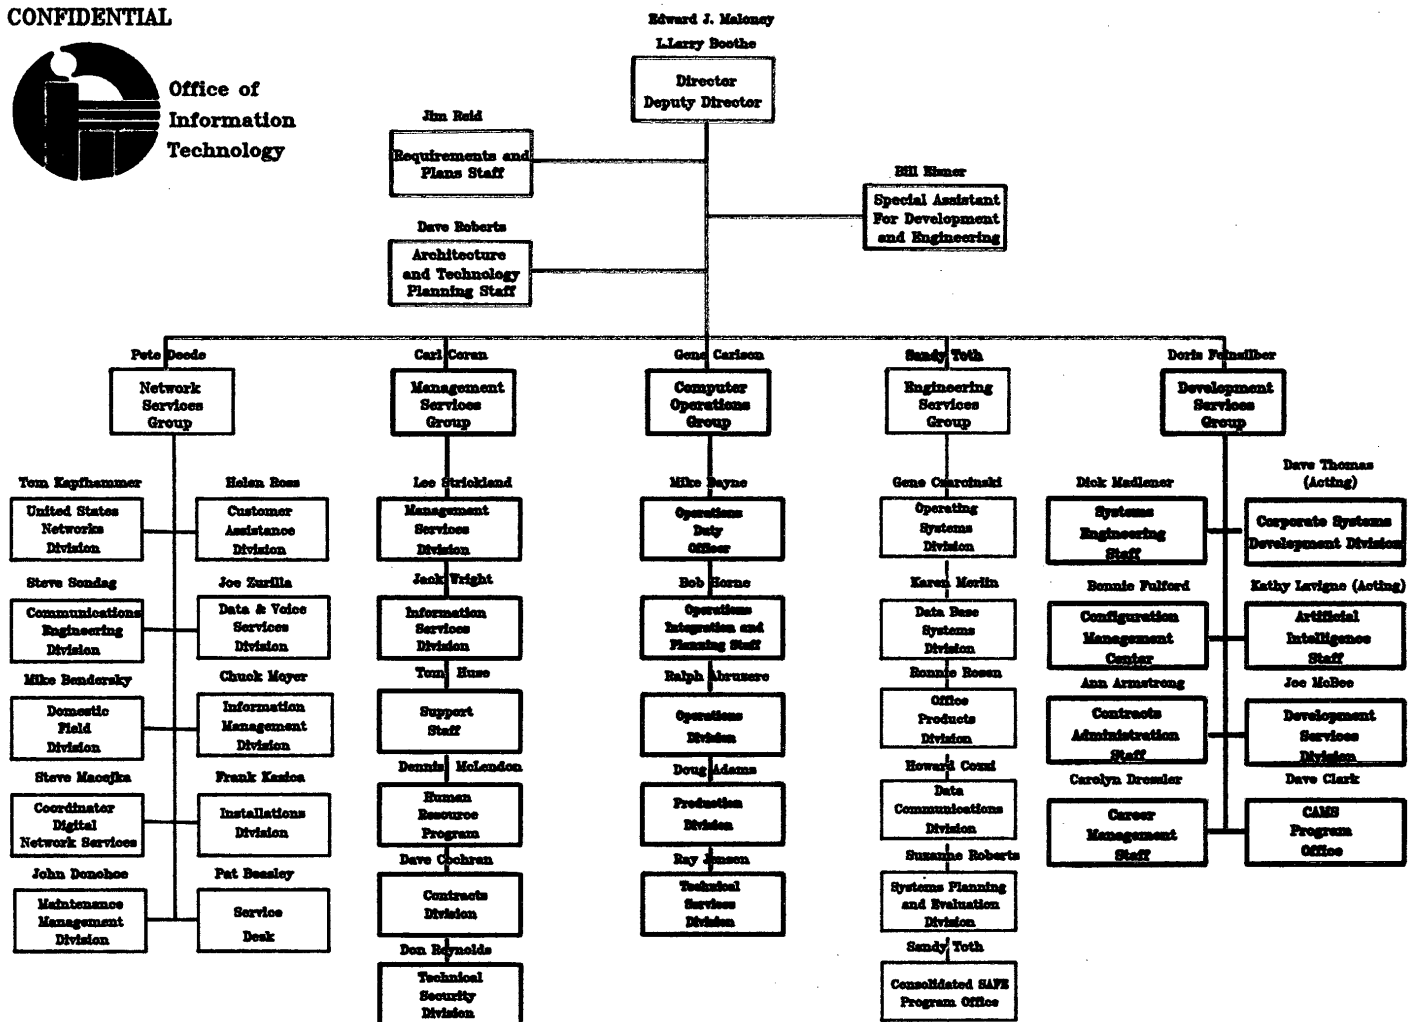 CONFIDENTIAL
Office of
Information
Technology
Edward J. Maloney
L.Larry Boothe
Director
Deputy Director
Jim Reid
Requirements and
Plans Staff
Bill Eisner
Special Assistant
For Development
and Engineering
Dave Roberts
Architecture
and Technology
Planning Staff
Pete Deede
Network
Services
Group
Carl Coran
Management
Services
Group
Gene Carlson
Computer
Operations
Group
Sandy Toth
Engineering
Services
Group
Doris Feinsilber
Development
Services
Group
Tom Kapfhammer
United States
Networks
Division
Helen Ross
Customer
Assistance
Division
Steve Sondag
Communications
Engineering
Division
Joe Zurilla
Data & Voice
Services
Division
Mike Bendersky
Domestic
Field
Division
Chuck Meyer
Information
Management
Division
Steve Macejka
Coordinator
Digital
Network Services
Frank Kasica
Installations
Division
John Donohoe
Maintenance
Management
Division
Pat Beasley
Service
Desk
Lee Strickland
Management
Services
Division
Jack Wright
Information
Services
Division
Tom Huse
Support
Staff
Dennis McLendon
Human
Resource
Program
Dave Cochran
Contracts
Division
Don Reynolds
Technical
Security
Division
Mike Bayne
Operations
Duty
Officer
Bob Horne
Operations
Integration and
Planning Staff
Ralph Abruzere
Operations
Division
Doug Adams
Production
Division
Ray Jensen
Technical
Services
Division
Gene Czarcinski
Operating
Systems
Division
Karen Merlin
Data Base
Systems
Division
Ronnie Rosen
Office
Products
Division
Howard Cozzi
Data
Communications
Division
Suzanne Roberts
Systems Planning
and Evaluation
Division
Sandy Toth
Consolidated SAFE
Program Office
Dick Madlener
Systems
Engineering
Staff
Dave Thomas
(Acting)
Corporate Systems
Development Division
Bonnie Fulford
Configuration
Management
Center
Kathy Lavigne (Acting)
Artificial
Intelligence
Staff
Ann Armstrong
Contracts
Administration
Staff
Joe McBee
Development
Services
Division
Carolyn Dressler
Career
Management
Staff
Dave Clark
CAMS
Program
Office